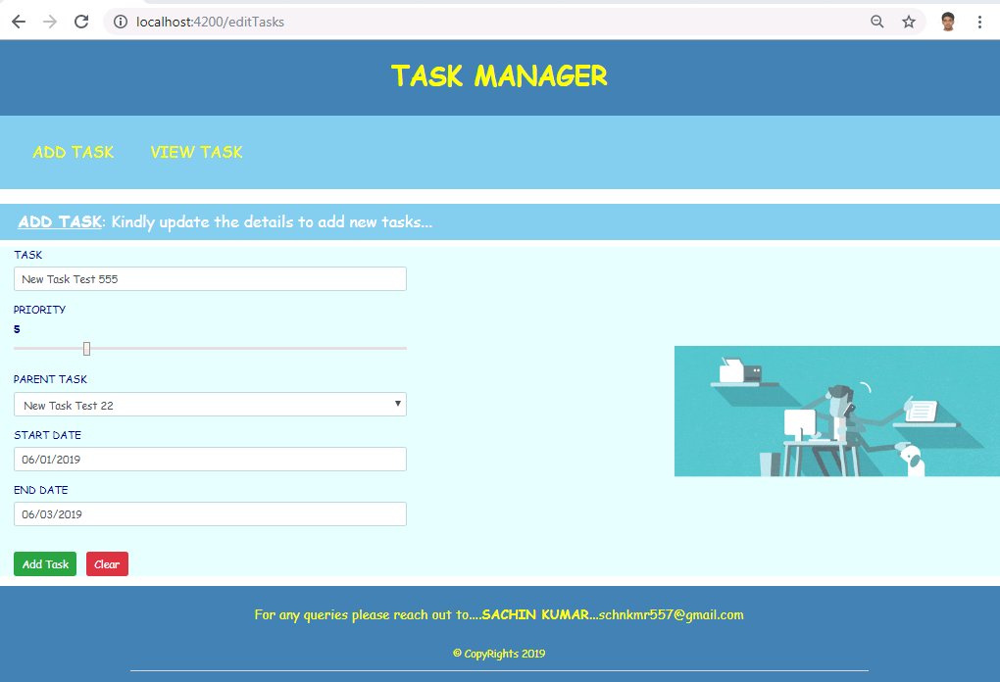 localhost:4200/editTasks
TASK MANAGER
ADD TASK VIEW TASK
ADD TASK: Kindly update the details to add new tasks...
TASK
New Task Test 555
PRIORITY
5
PARENT TASK
New Task Test 22
START DATE
06/01/2019
END DATE
06/03/2019
Add Task Clear
For any queries please reach out to....SACHIN KUMAR...schnkmr557@gmail.com
© CopyRights 2019